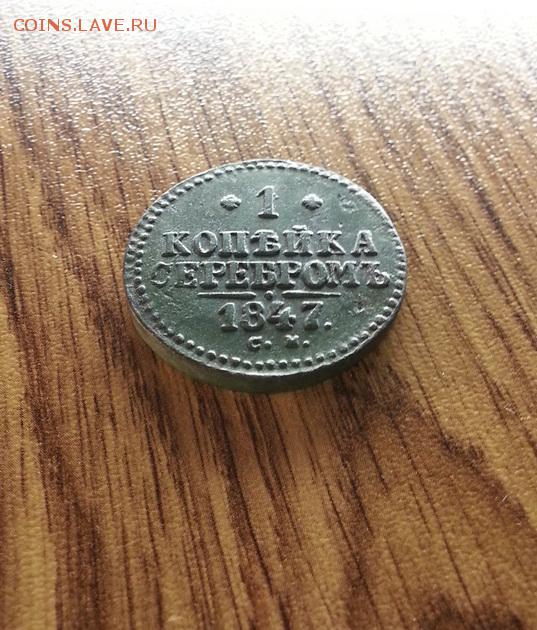 COINS.LAVE.RU
1
КОПѢЙКА
СЕРЕБРОМЪ
1847.
С. М.